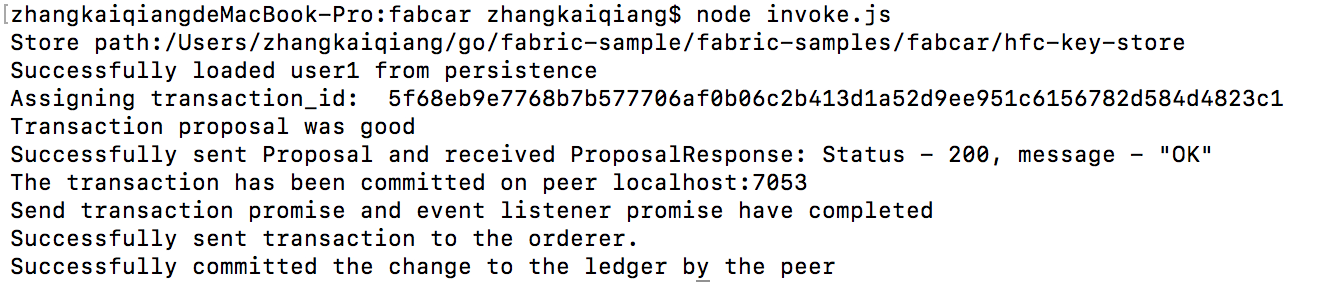 [zhangkaiqiangdeMacBook-Pro:fabcar zhangkaiqiang$ node invoke.js
Store path:/Users/zhangkaiqiang/go/fabric-sample/fabric-samples/fabcar/hfc-key-store
Successfully loaded user1 from persistence
Assigning transaction_id:  5f68eb9e7768b7b577706af0b06c2b413d1a52d9ee951c6156782d584d4823c1
Transaction proposal was good
Successfully sent Proposal and received ProposalResponse: Status - 200, message - "OK"
The transaction has been committed on peer localhost:7053
Send transaction promise and event listener promise have completed
Successfully sent transaction to the orderer.
Successfully committed the change to the ledger by the peer